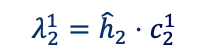 λ₂¹ = ĥ₂ · c₂¹